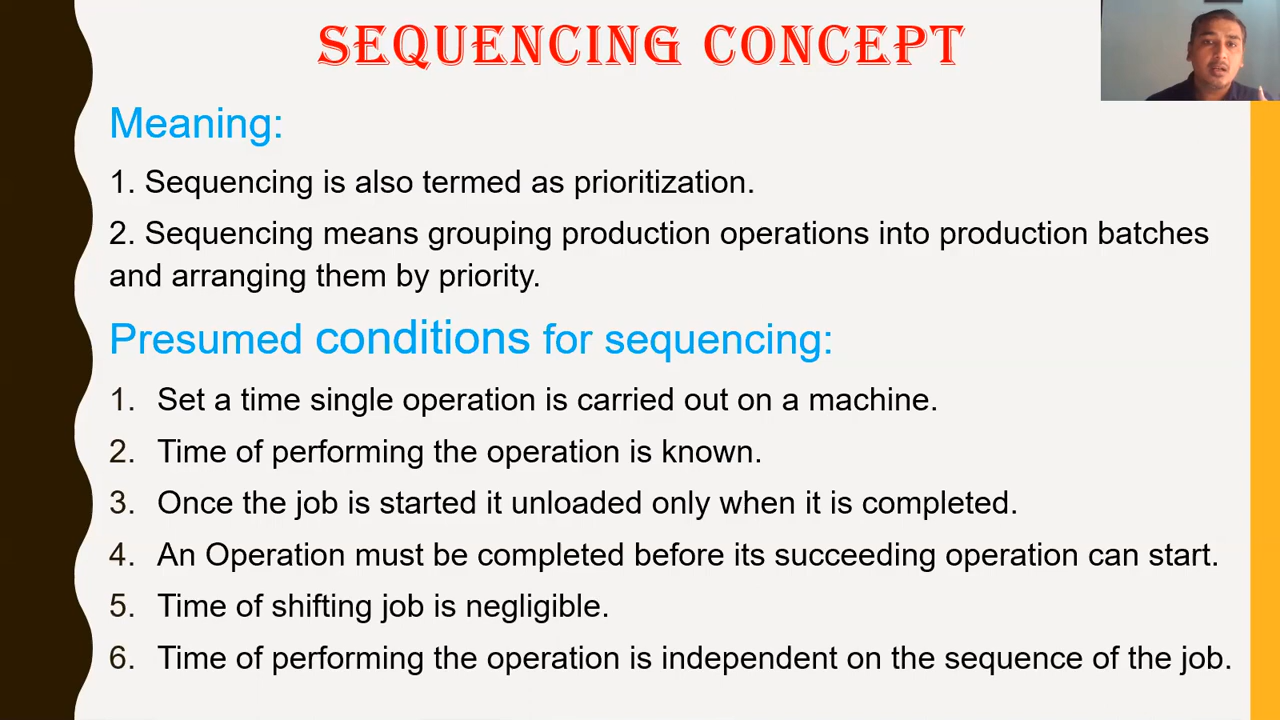 SEQUENCING CONCEPT
Meaning:
1. Sequencing is also termed as prioritization.
2. Sequencing means grouping production operations into production batches
and arranging them by priority.
Presumed conditions for sequencing:
1. Set a time single operation is carried out on a machine.
2. Time of performing the operation is known.
3. Once the job is started it unloaded only when it is completed.
4. An Operation must be completed before its succeeding operation can start.
5. Time of shifting job is negligible.
6. Time of performing the operation is independent on the sequence of the job.